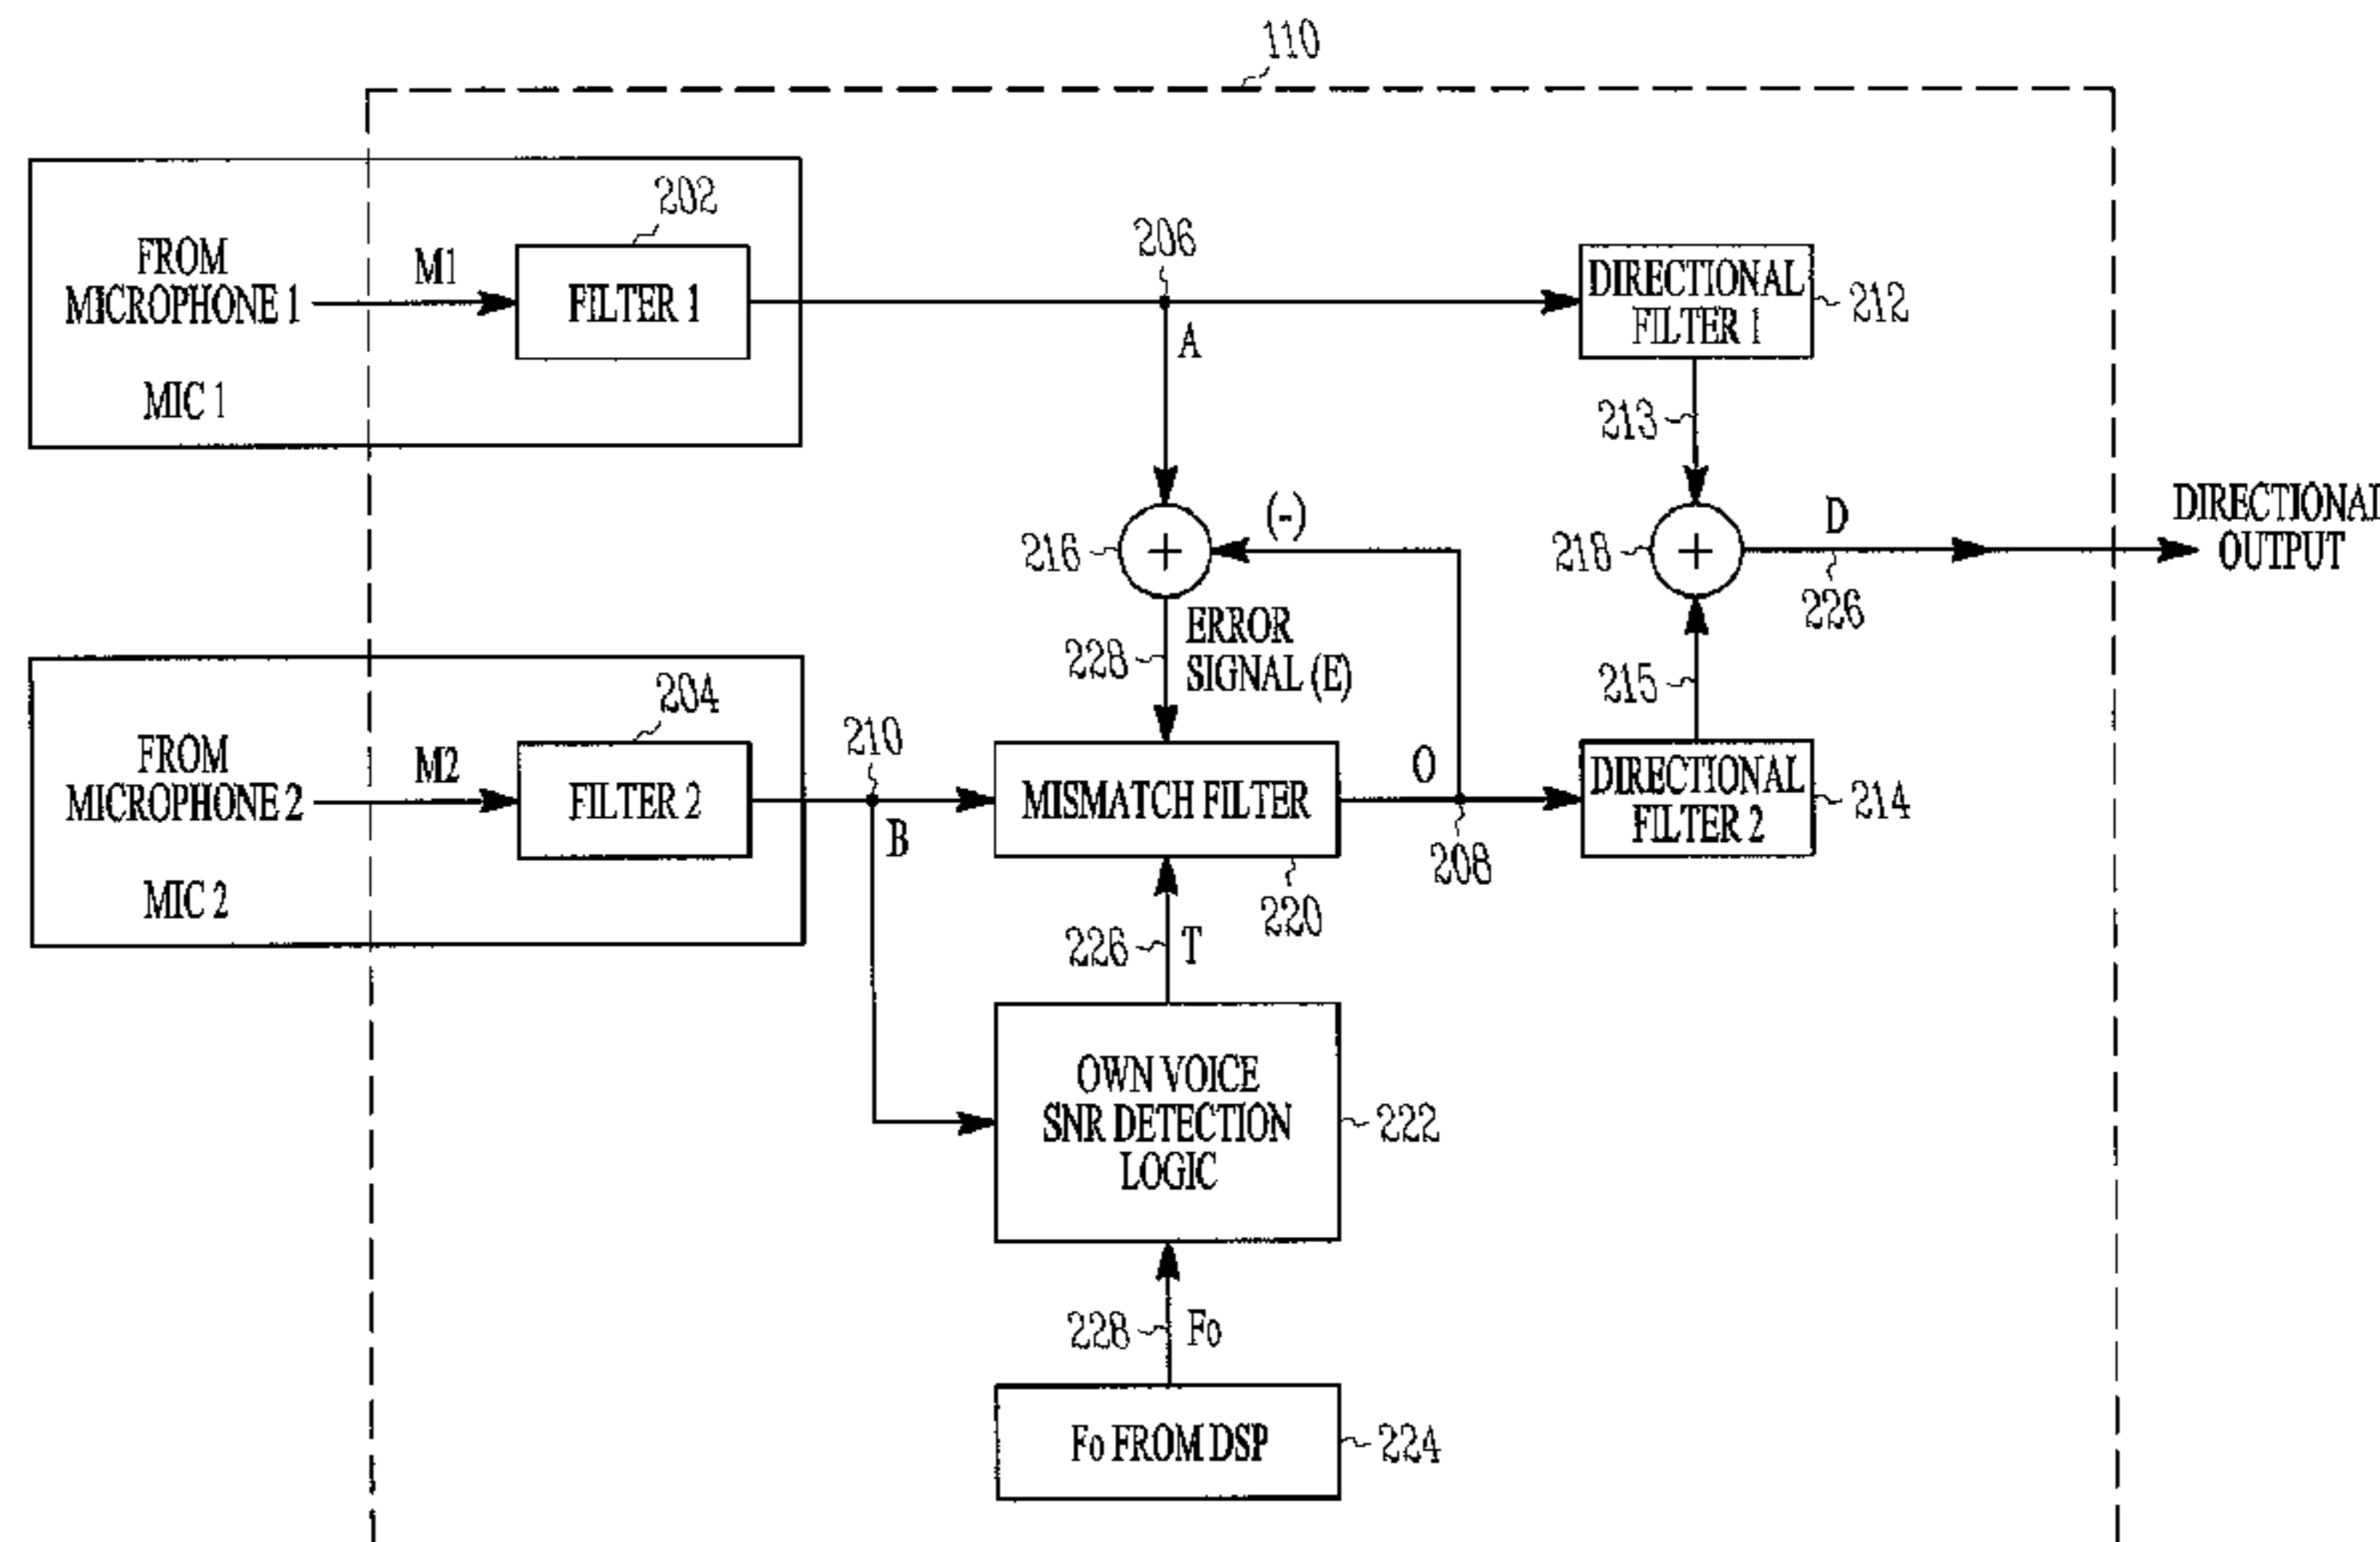 110
202
FROM
MICROPHONE 1
M1
FILTER 1
MIC 1
206
A
DIRECTIONAL
FILTER 1
212
213
216
+
(-)
218
+
D
226
DIRECTIONAL
OUTPUT
228
ERROR
SIGNAL (E)
215
204
FROM
MICROPHONE 2
M2
FILTER 2
MIC 2
210
B
MISMATCH FILTER
O
208
220
DIRECTIONAL
FILTER 2
214
226
T
OWN VOICE
SNR DETECTION
LOGIC
222
228
Fo
Fo FROM DSP
224